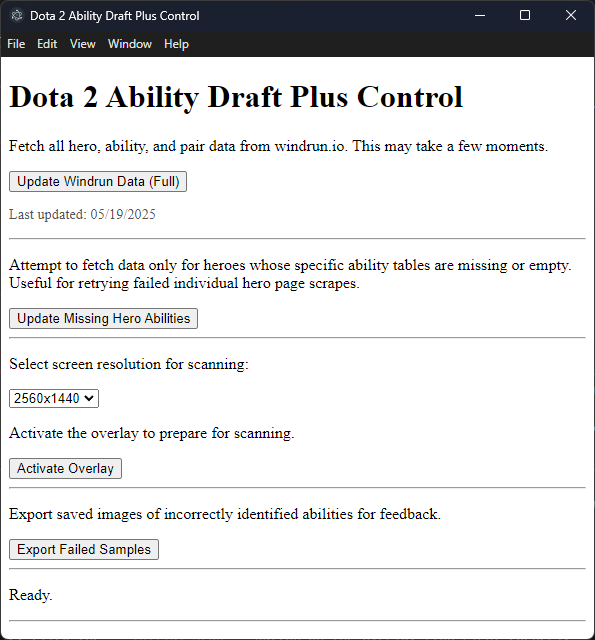 Dota 2 Ability Draft Plus Control
File Edit View Window Help
Dota 2 Ability Draft Plus Control
Fetch all hero, ability, and pair data from windrun.io. This may take a few moments.
Update Windrun Data (Full)
Last updated: 05/19/2025
Attempt to fetch data only for heroes whose specific ability tables are missing or empty.
Useful for retrying failed individual hero page scrapes.
Update Missing Hero Abilities
Select screen resolution for scanning:
2560x1440
Activate the overlay to prepare for scanning.
Activate Overlay
Export saved images of incorrectly identified abilities for feedback.
Export Failed Samples
Ready.